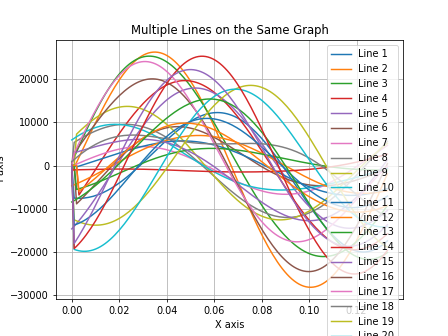 Multiple Lines on the Same Graph
20000
10000
0
−10000
−20000
−30000
0.00
0.02
0.04
0.06
0.08
0.10
X axis
Line 1
Line 2
Line 3
Line 4
Line 5
Line 6
Line 7
Line 8
Line 9
Line 10
Line 11
Line 12
Line 13
Line 14
Line 15
Line 16
Line 17
Line 18
Line 19
Line 20